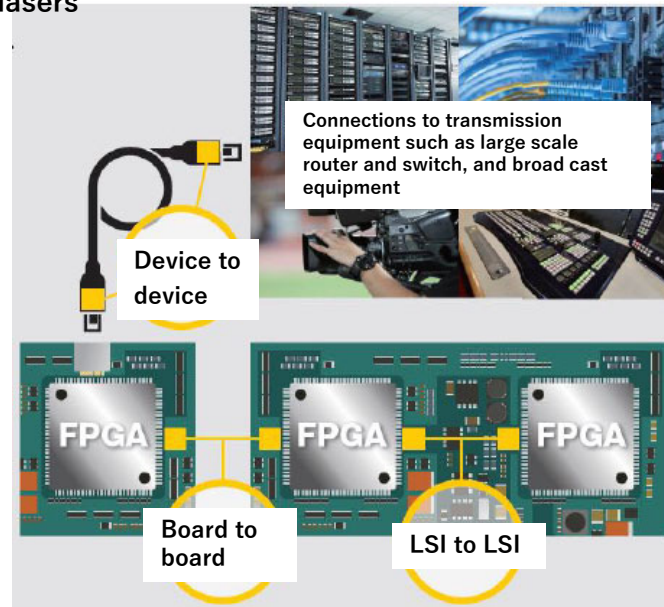 lasers
Connections to transmission
equipment such as large scale
router and switch, and broad cast
equipment
Device to
device
FPGA
FPGA
FPGA
Board to
board
LSI to LSI